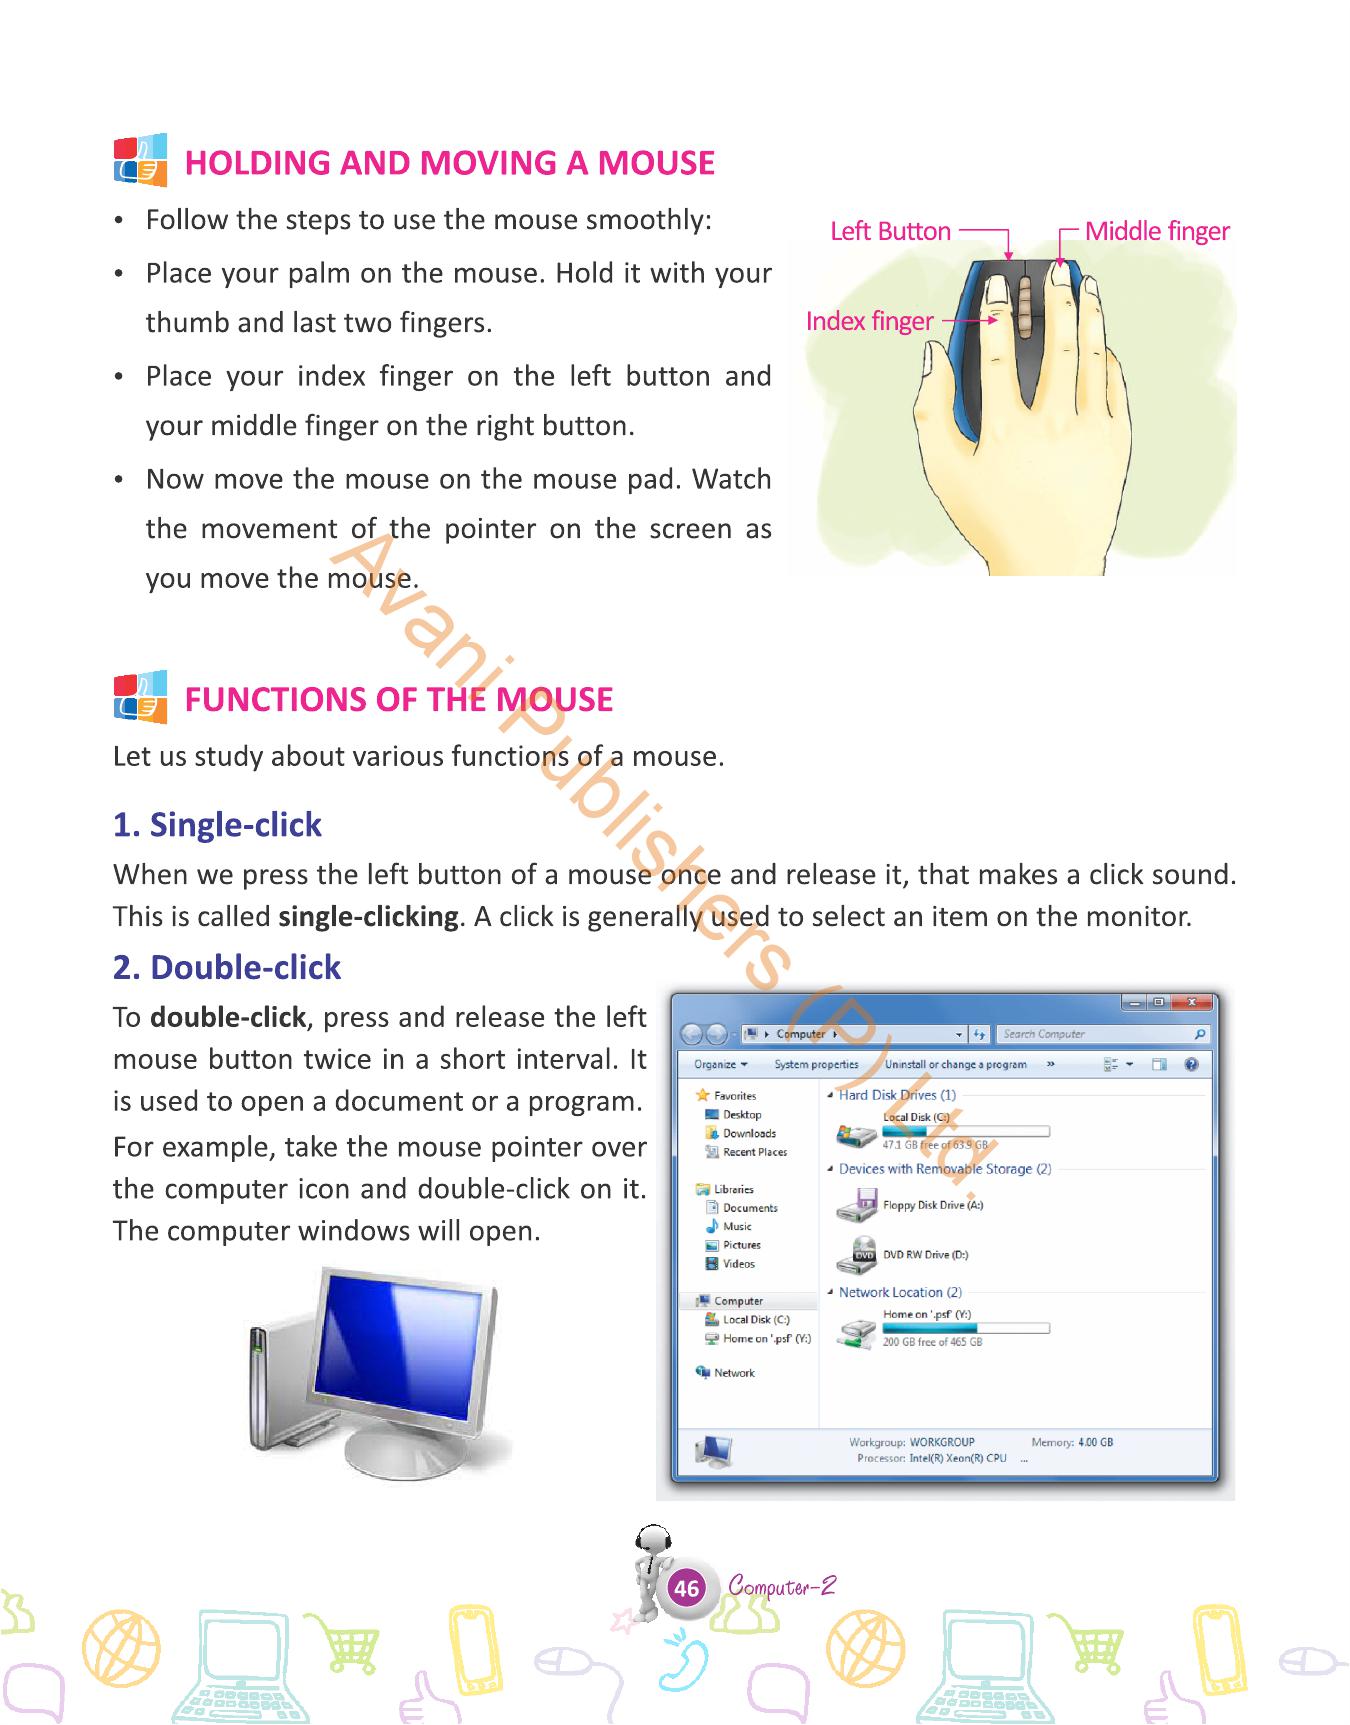 HOLDING AND MOVING A MOUSE
• Follow the steps to use the mouse smoothly:
• Place your palm on the mouse. Hold it with your
thumb and last two fingers.
• Place your index finger on the left button and
your middle finger on the right button.
• Now move the mouse on the mouse pad. Watch
the movement of the pointer on the screen as
you move the mouse.
Left Button
Middle finger
Index finger
FUNCTIONS OF THE MOUSE
Let us study about various functions of a mouse.
1. Single-click
When we press the left button of a mouse once and release it, that makes a click sound.
This is called single-clicking. A click is generally used to select an item on the monitor.
2. Double-click
To double-click, press and release the left
mouse button twice in a short interval. It
is used to open a document or a program.
For example, take the mouse pointer over
the computer icon and double-click on it.
The computer windows will open.
Computer
Search Computer
Organize
System properties
Uninstall or change a program
»
Favorites
Desktop
Downloads
Recent Places
Libraries
Documents
Music
Pictures
Videos
Computer
Local Disk (C:)
Home on '.psf' (Y:)
Network
Hard Disk Drives (1)
Local Disk (C:)
47.1 GB free of 63.9 GB
Devices with Removable Storage (2)
Floppy Disk Drive (A:)
DVD
DVD RW Drive (D:)
Network Location (2)
Home on '.psf' (Y:)
200 GB free of 465 GB
Workgroup: WORKGROUP
Memory: 4.00 GB
Processor: Intel(R) Xeon(R) CPU ...
Avani Publishers (P) Ltd.
46
Computer-2